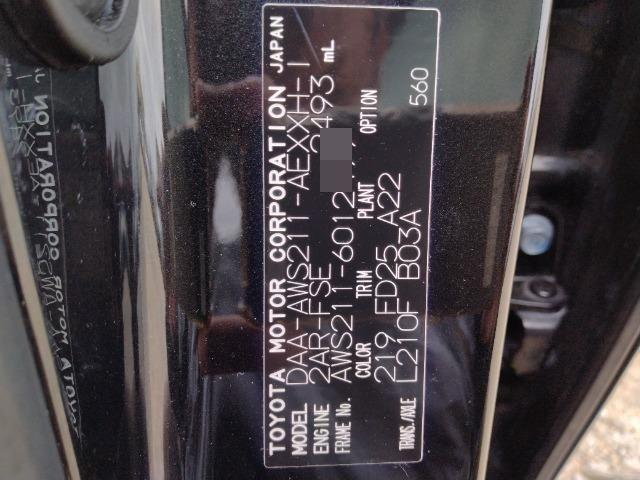 TOYOTA MOTOR CORPORATION JAPAN
MODEL DAA-AWS211-AEXXH-I
ENGINE 2AR-FSE 2493 mL
FRAME No. AWS211-6012
COLOR TRIM PLANT OPTION
219 FD25 A22 560
TRANS./AXLE L210F B03A